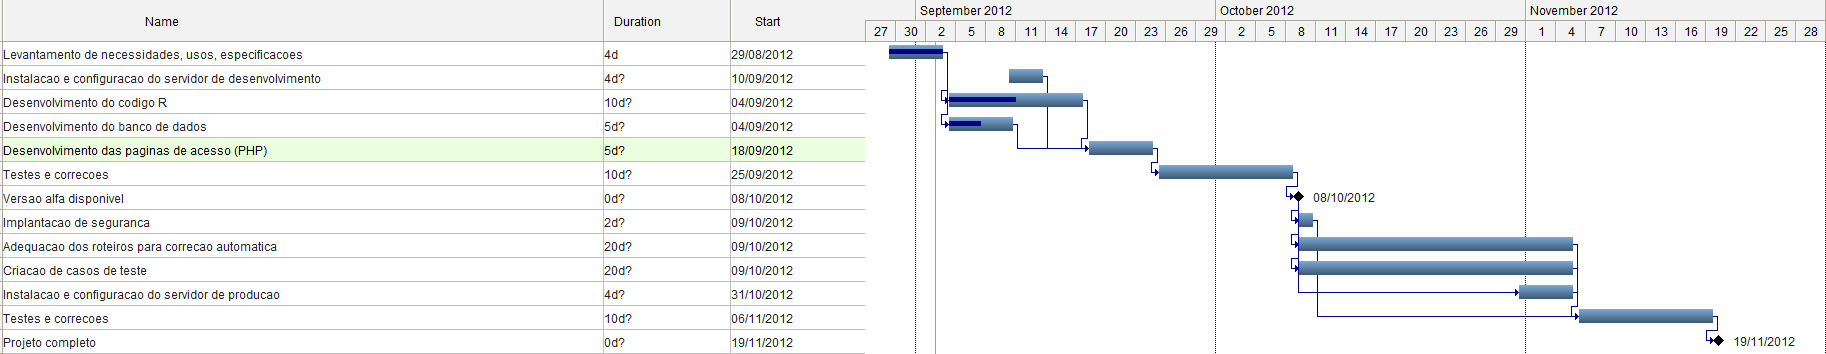 Name Duration Start September 2012 October 2012 November 2012
27 30 2 5 8 11 14 17 20 23 26 29 2 5 8 11 14 17 20 23 26 29 1 4 7 10 13 16 19 22 25 28
Levantamento de necessidades, usos, especificacoes 4d 29/08/2012
Instalacao e configuracao do servidor de desenvolvimento 4d? 10/09/2012
Desenvolvimento do codigo R 10d? 04/09/2012
Desenvolvimento do banco de dados 5d? 04/09/2012
Desenvolvimento das paginas de acesso (PHP) 5d? 18/09/2012
Testes e correcoes 10d? 25/09/2012
Versao alfa disponivel 0d? 08/10/2012 08/10/2012
Implantacao de seguranca 2d? 09/10/2012
Adequacao dos roteiros para correcao automatica 20d? 09/10/2012
Criacao de casos de teste 20d? 09/10/2012
Instalacao e configuracao do servidor de producao 4d? 31/10/2012
Testes e correcoes 10d? 06/11/2012
Projeto completo 0d? 19/11/2012 19/11/2012